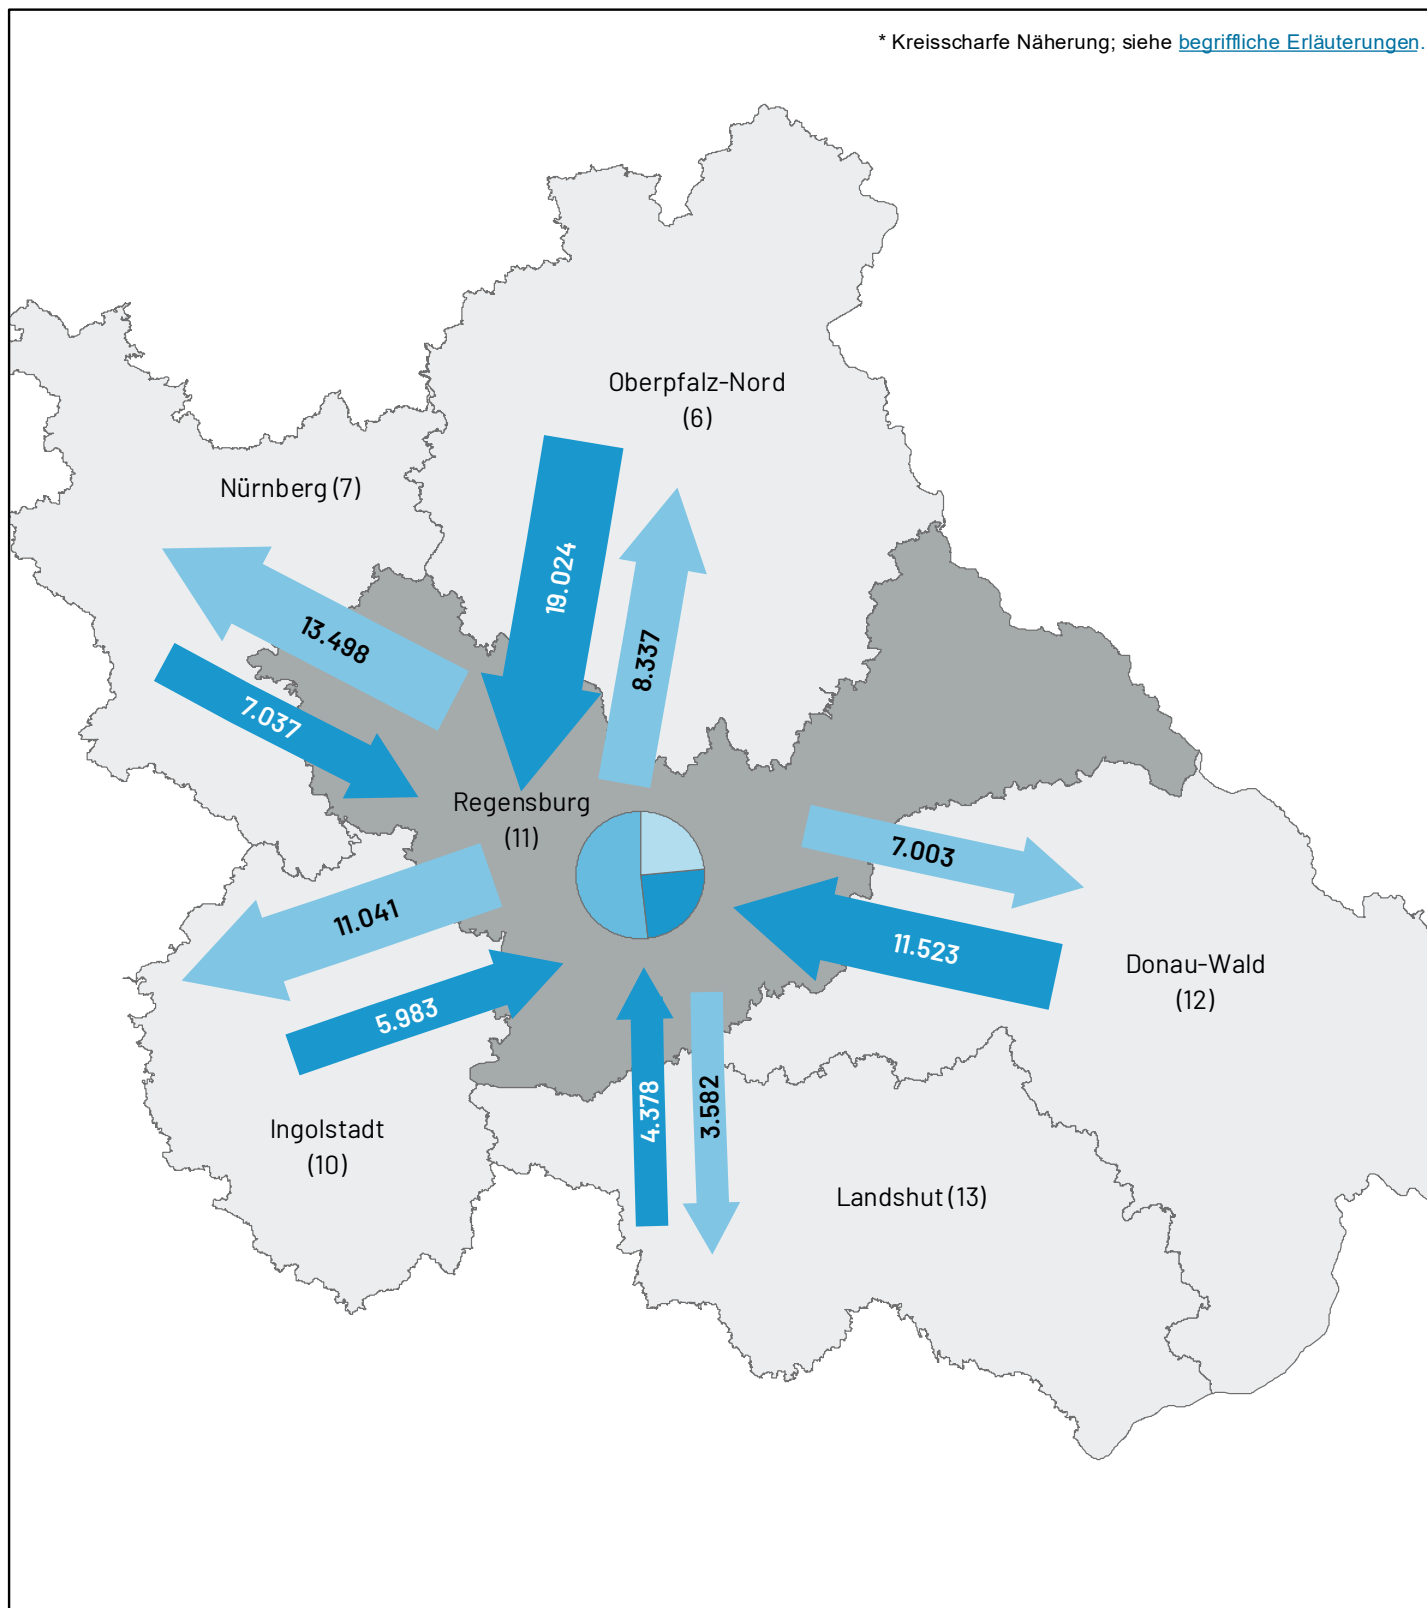 * Kreisscharfe Näherung; siehe begriffliche Erläuterungen.
Oberpfalz-Nord
(6)
Nürnberg (7)
19.024
8.337
13.498
7.037
Regensburg
(11)
7.003
11.041
11.523
5.983
Donau-Wald
(12)
4.378
3.582
Ingolstadt
(10)
Landshut (13)